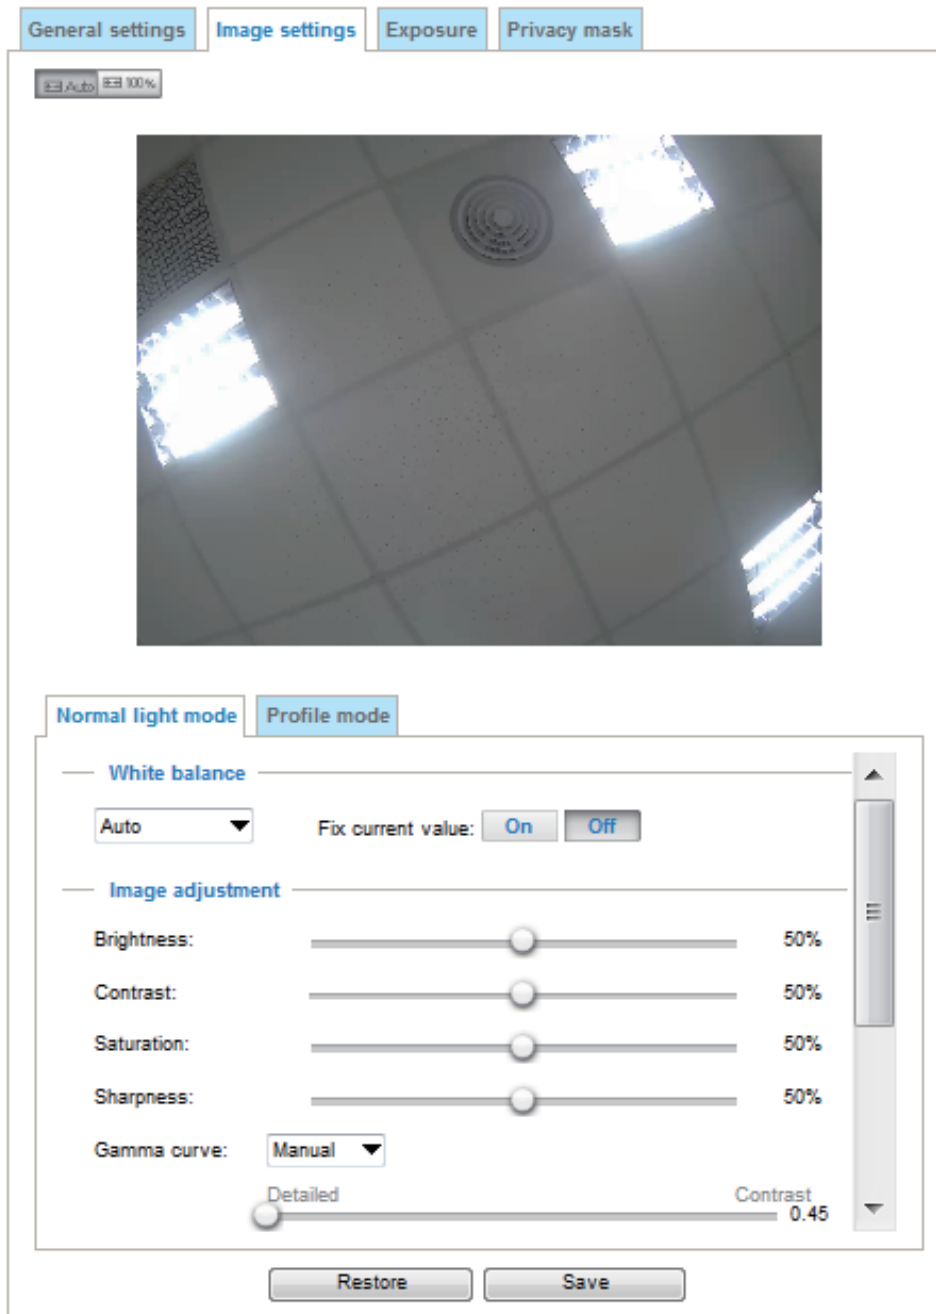 General settings Image settings Exposure Privacy mask
Auto 100%
Normal light mode Profile mode
White balance
Auto Fix current value: On Off
Image adjustment
Brightness: 50%
Contrast: 50%
Saturation: 50%
Sharpness: 50%
Gamma curve: Manual
Detailed Contrast
0.45
Restore Save